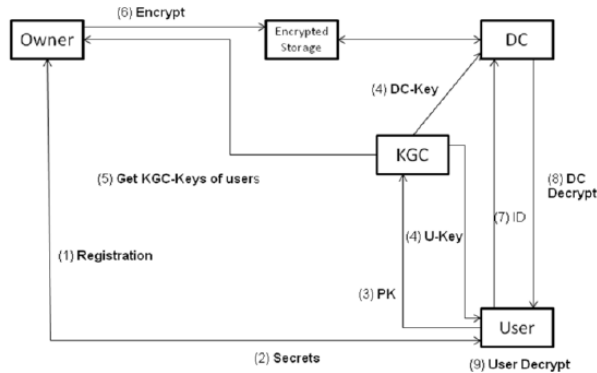 (6) Encrypt
Owner
Encrypted
Storage
DC
(4) DC-Key
KGC
(5) Get KGC-Keys of users
(8) DC
Decrypt
(7) ID
(4) U-Key
(1) Registration
(3) PK
User
(2) Secrets
(9) User Decrypt